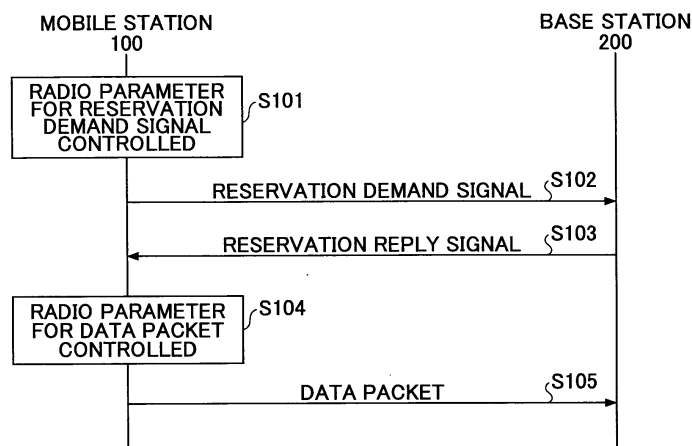 MOBILE STATION
100
BASE STATION
200
RADIO PARAMETER
FOR RESERVATION
DEMAND SIGNAL
CONTROLLED
S101
RESERVATION DEMAND SIGNAL
S102
RESERVATION REPLY SIGNAL
S103
RADIO PARAMETER
FOR DATA PACKET
CONTROLLED
S104
DATA PACKET
S105